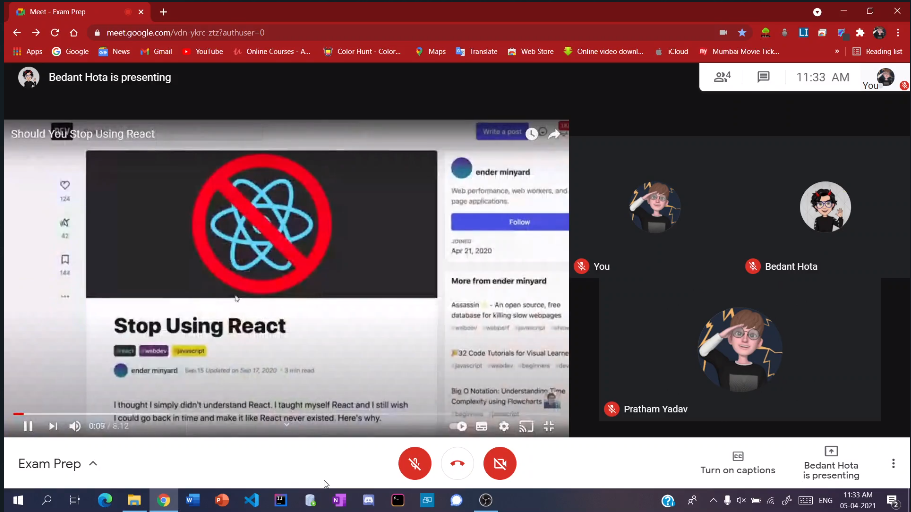 Meet - Exam Prep
meet.google.com/vdn ykrc ztz?authuser=0
Apps
Google
News
Gmail
YouTube
Online Courses - A...
Color Hunt - Color...
Maps
Translate
Web Store
Online video downl...
iCloud
Mumbai Movie Tick...
»
Reading list
Bedant Hota is presenting
4
11:33 AM
You
Should You Stop Using React
Write a post
ender minyard
Web performance, web workers, and
page applications.
Follow
JOINED
Apr 21, 2020
124
42
144
More from ender minyard
Assassin - An open source, free
database for killing slow webpages
32 Code Tutorials for Visual Learne
Big O Notation: Understanding Time
Complexity using Flowcharts
Stop Using React
#react #webdev #javascript
ender minyard Sep 15 Updated on Sep 17, 2020 • 3 min read
I thought I simply didn't understand React. I taught myself React and I still wish
I could go back in time and make it like React never existed. Here's why.
0:09 / 8:12
You
Bedant Hota
Pratham Yadav
Exam Prep
Turn on captions
Bedant Hota
is presenting
ENG
11:33 AM
05-04-2021
2